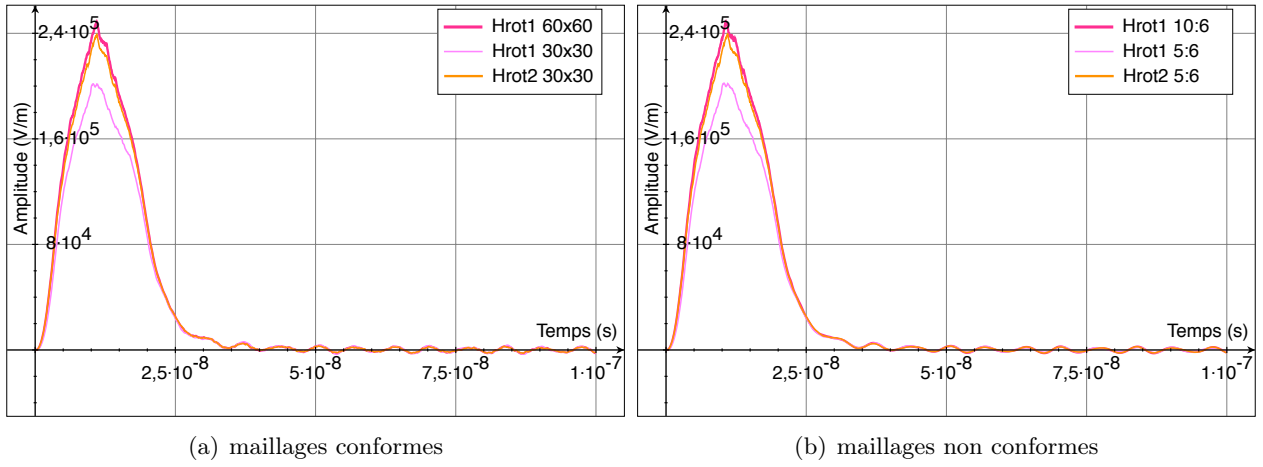 2,4·10⁵
1,6·10⁵
8·10⁴
Amplitude (V/m)
Hrot1 60x60
Hrot1 30x30
Hrot2 30x30
Temps (s)
2,5·10⁻⁸
5·10⁻⁸
7,5·10⁻⁸
1·10⁻⁷
(a) maillages conformes
2,4·10⁵
1,6·10⁵
8·10⁴
Amplitude (V/m)
Hrot1 10:6
Hrot1 5:6
Hrot2 5:6
Temps (s)
2,5·10⁻⁸
5·10⁻⁸
7,5·10⁻⁸
1·10⁻⁷
(b) maillages non conformes